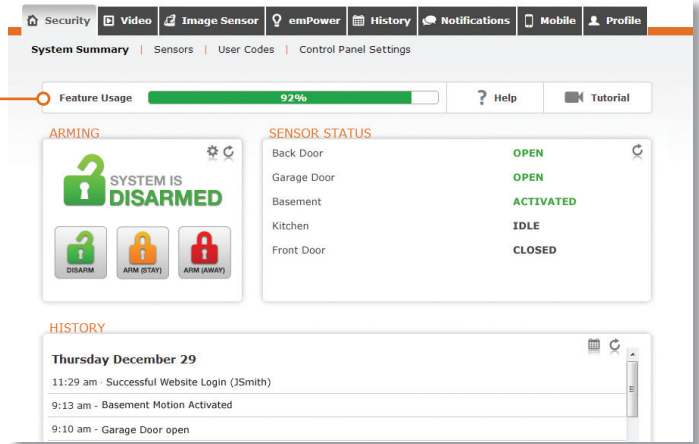 Security Video Image Sensor emPower History Notifications Mobile Profile
System Summary | Sensors | User Codes | Control Panel Settings
Feature Usage 92% ? Help Tutorial
ARMING
SYSTEM IS
DISARMED
DISARM ARM (STAY) ARM (AWAY)
SENSOR STATUS
Back Door OPEN
Garage Door OPEN
Basement ACTIVATED
Kitchen IDLE
Front Door CLOSED
HISTORY
Thursday December 29
11:29 am - Successful Website Login (JSmith)
9:13 am - Basement Motion Activated
9:10 am - Garage Door open